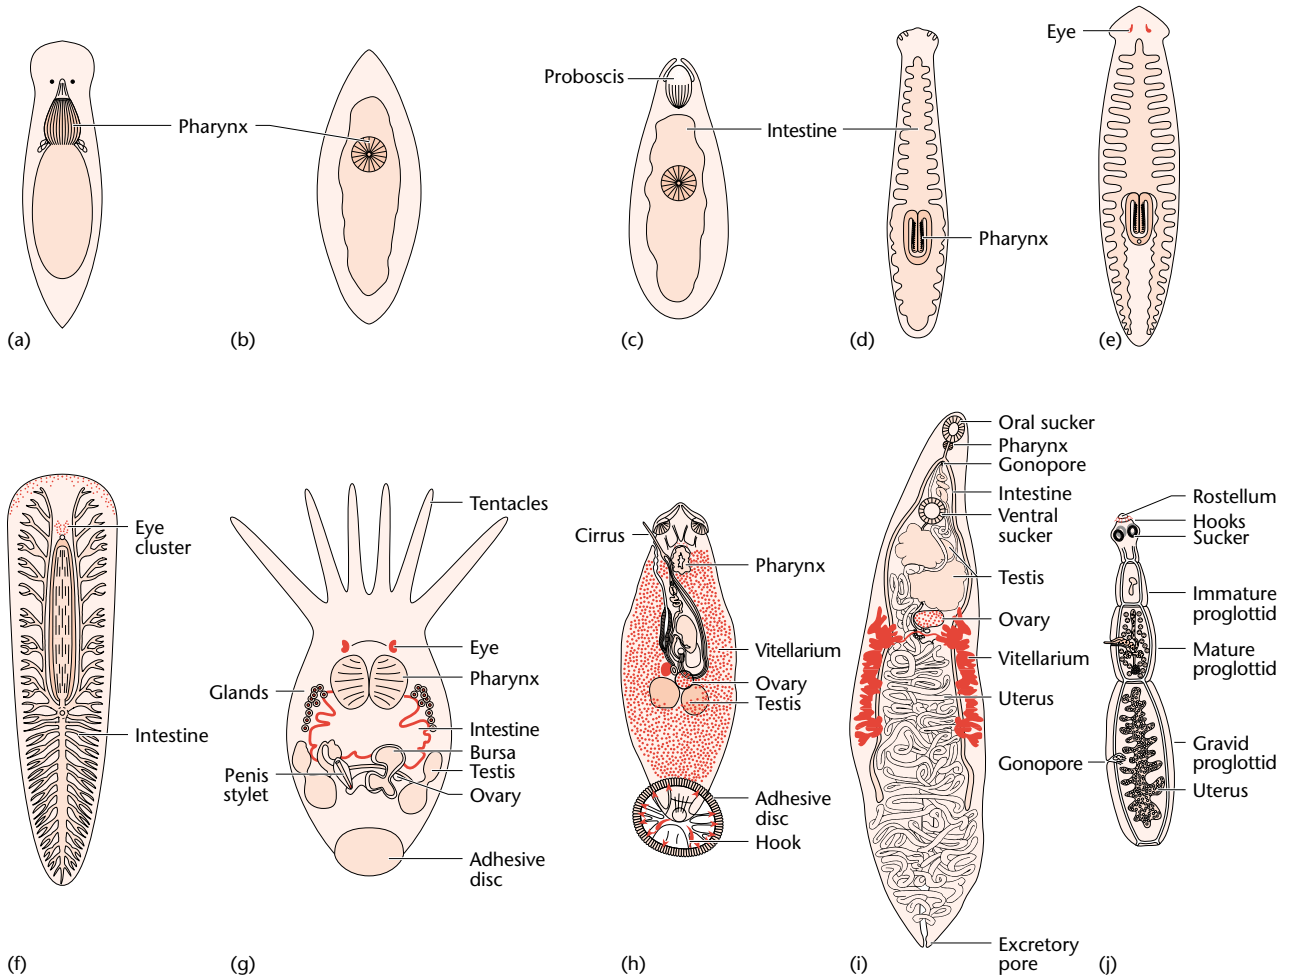 Pharynx
(a)
(b)
Proboscis
Intestine
Pharynx
(c)
(d)
Eye
(e)
Eye
cluster
Intestine
(f)
Tentacles
Eye
Pharynx
Glands
Intestine
Bursa
Testis
Ovary
Penis
stylet
Adhesive
disc
(g)
Cirrus
Pharynx
Vitellarium
Ovary
Testis
Adhesive
disc
Hook
(h)
Oral sucker
Pharynx
Gonopore
Intestine
Ventral
sucker
Testis
Ovary
Vitellarium
Uterus
Excretory
pore
(i)
Rostellum
Hooks
Sucker
Immature
proglottid
Mature
proglottid
Gravid
proglottid
Gonopore
Uterus
(j)